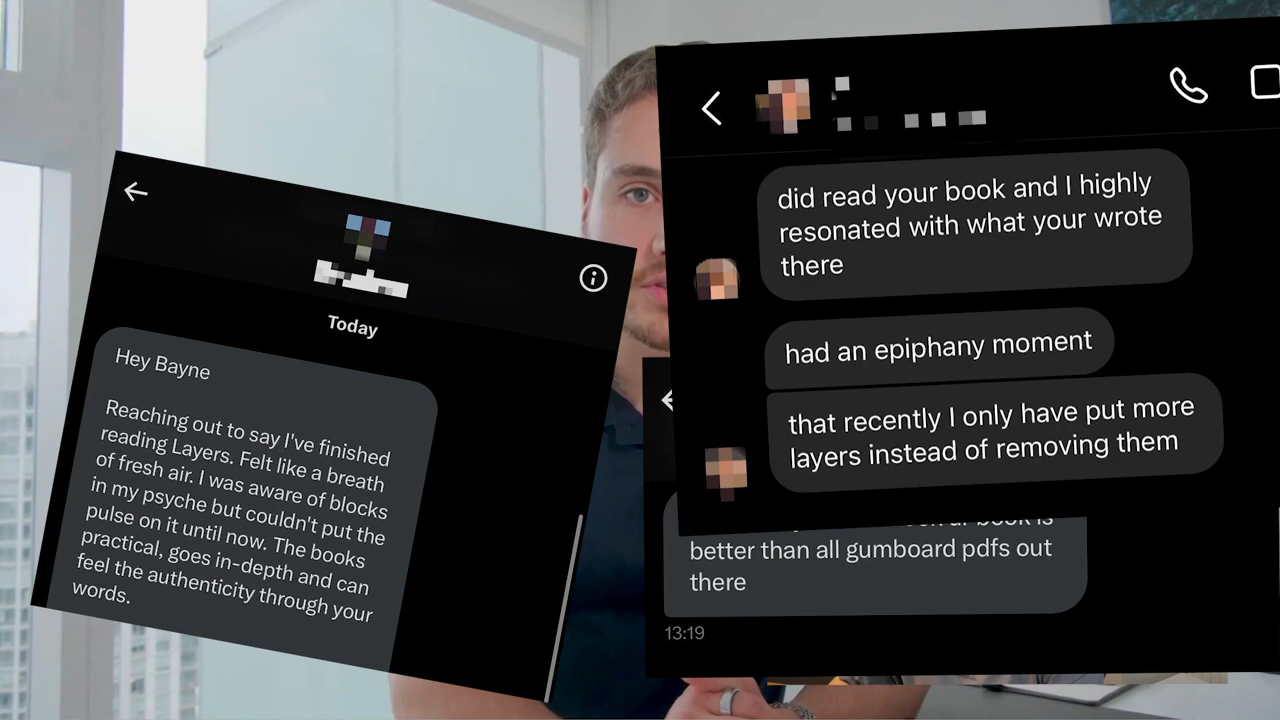 Today
Hey Bayne
Reaching out to say I've finished
reading Layers. Felt like a breath
of fresh air. I was aware of blocks
in my psyche but couldn't put the
pulse on it until now. The books
practical, goes in-depth and can
feel the authenticity through your
words.
did read your book and I highly
resonated with what your wrote
there
had an epiphany moment
that recently I only have put more
layers instead of removing them
book is
better than all gumboard pdfs out
there
13:19